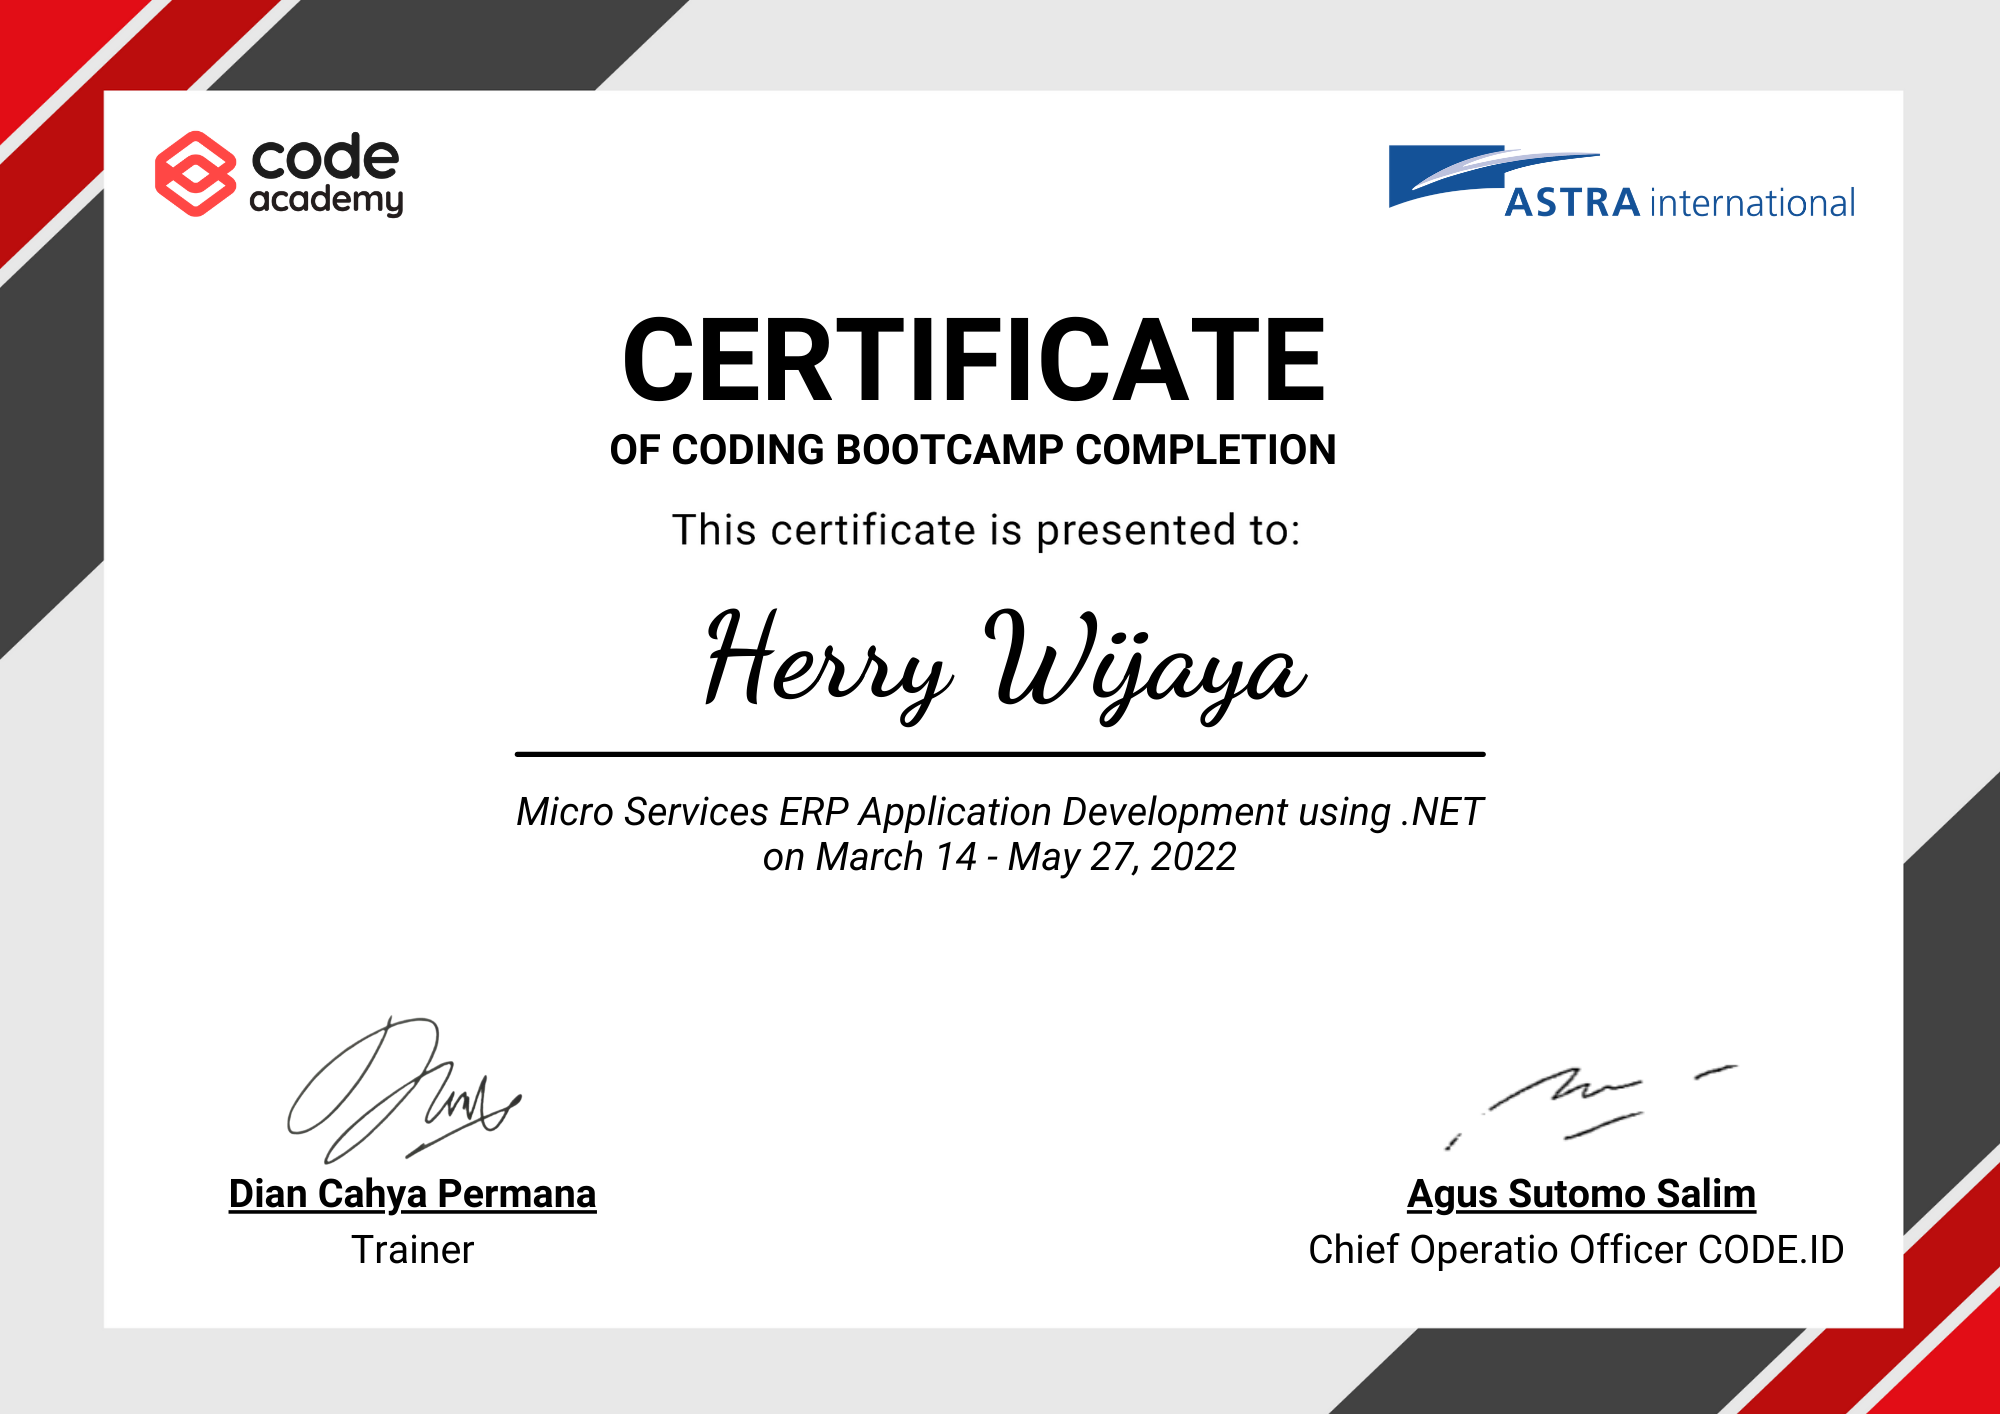 code
academy
ASTRA international
CERTIFICATE
OF CODING BOOTCAMP COMPLETION
This certificate is presented to:
Herry Wijaya
Micro Services ERP Application Development using .NET
on March 14 - May 27, 2022
Dian Cahya Permana
Trainer
Agus Sutomo Salim
Chief Operatio Officer CODE.ID